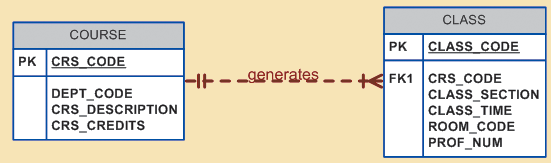 COURSE
PK CRS_CODE
DEPT_CODE
CRS_DESCRIPTION
CRS_CREDITS
generates
CLASS
PK CLASS_CODE
FK1 CRS_CODE
CLASS_SECTION
CLASS_TIME
ROOM_CODE
PROF_NUM